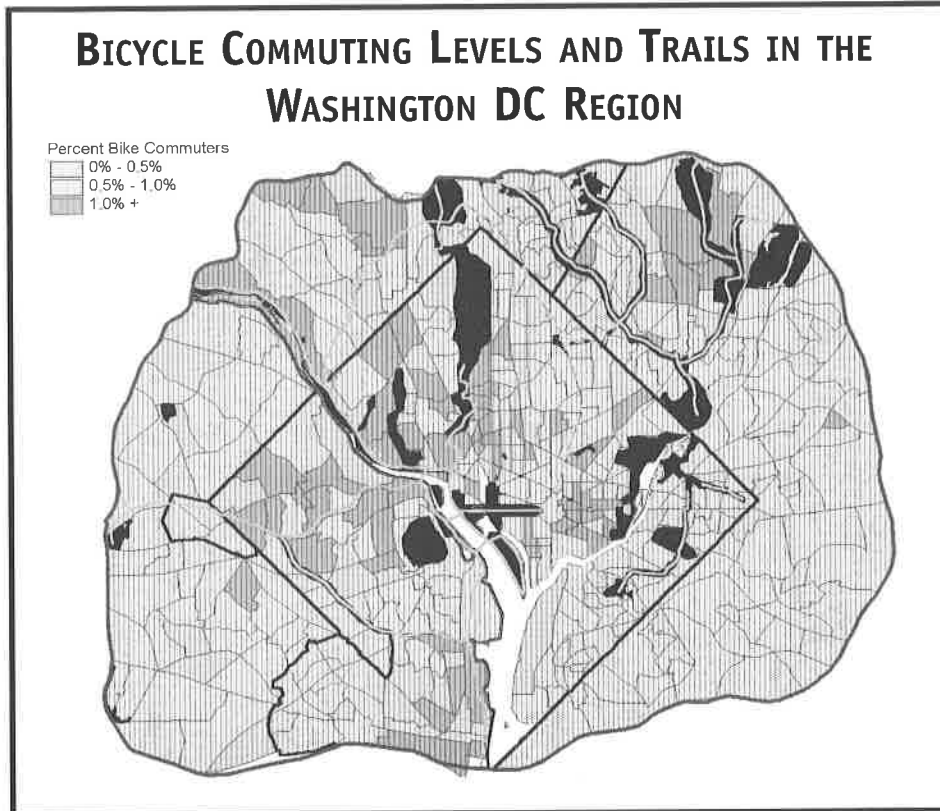 BICYCLE COMMUTING LEVELS AND TRAILS IN THE
WASHINGTON DC REGION
Percent Bike Commuters
0% - 0.5%
0.5% - 1.0%
1.0% +